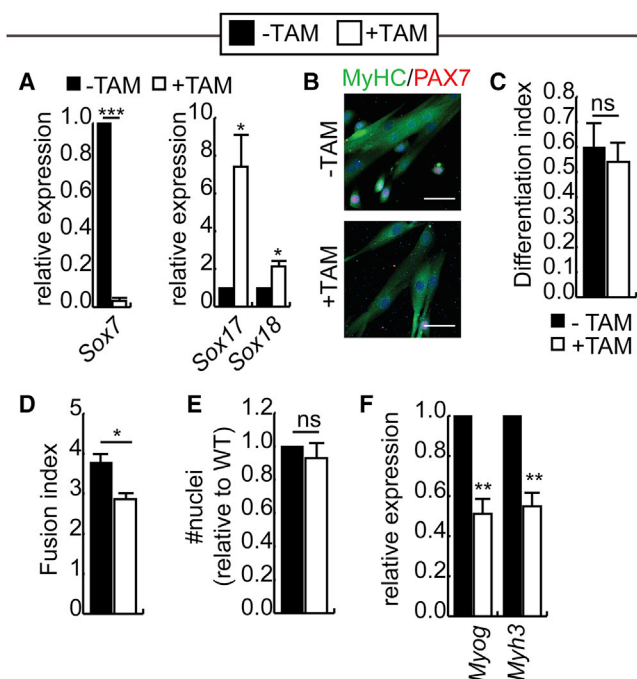 -TAM +TAM
A -TAM +TAM
relative expression
1.0
0.8
0.6
0.4
0.2
0.0
***
Sox7
relative expression
10
8
6
4
2
0
*
*
Sox17
Sox18
B MyHC/PAX7
-TAM
+TAM
C
Differentiation index
0.8
0.7
0.6
0.5
0.4
0.3
0.2
0.1
0.0
ns
- TAM
+TAM
D
Fusion index
5
4
3
2
1
0
*
E
#nuclei
(relative to WT)
1.2
1.0
0.8
0.6
0.4
0.2
0.0
ns
F
relative expression
1.0
0.8
0.6
0.4
0.2
0.0
**
**
Myog
Myh3